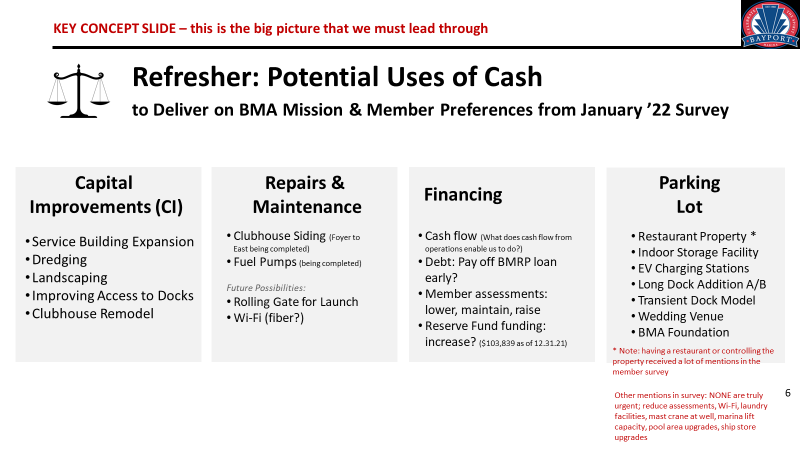 KEY CONCEPT SLIDE – this is the big picture that we must lead through
BAYPORT
Refresher: Potential Uses of Cash
to Deliver on BMA Mission & Member Preferences from January ’22 Survey
Capital
Improvements (CI)
• Service Building Expansion
• Dredging
• Landscaping
• Improving Access to Docks
• Clubhouse Remodel
Repairs &
Maintenance
• Clubhouse Siding (Foyer to
East being completed)
• Fuel Pumps (being completed)
Future Possibilities:
• Rolling Gate for Launch
• Wi-Fi (fiber?)
Financing
• Cash flow (What does cash flow from
operations enable us to do?)
• Debt: Pay off BMRP loan
early?
• Member assessments:
lower, maintain, raise
• Reserve Fund funding:
increase? ($103,839 as of 12.31.21)
Parking
Lot
• Restaurant Property *
• Indoor Storage Facility
• EV Charging Stations
• Long Dock Addition A/B
• Transient Dock Model
• Wedding Venue
• BMA Foundation
* Note: having a restaurant or controlling the
property received a lot of mentions in the
member survey
Other mentions in survey: NONE are truly
urgent; reduce assessments, Wi-Fi, laundry
facilities, mast crane at well, marina lift
capacity, pool area upgrades, ship store
upgrades
6